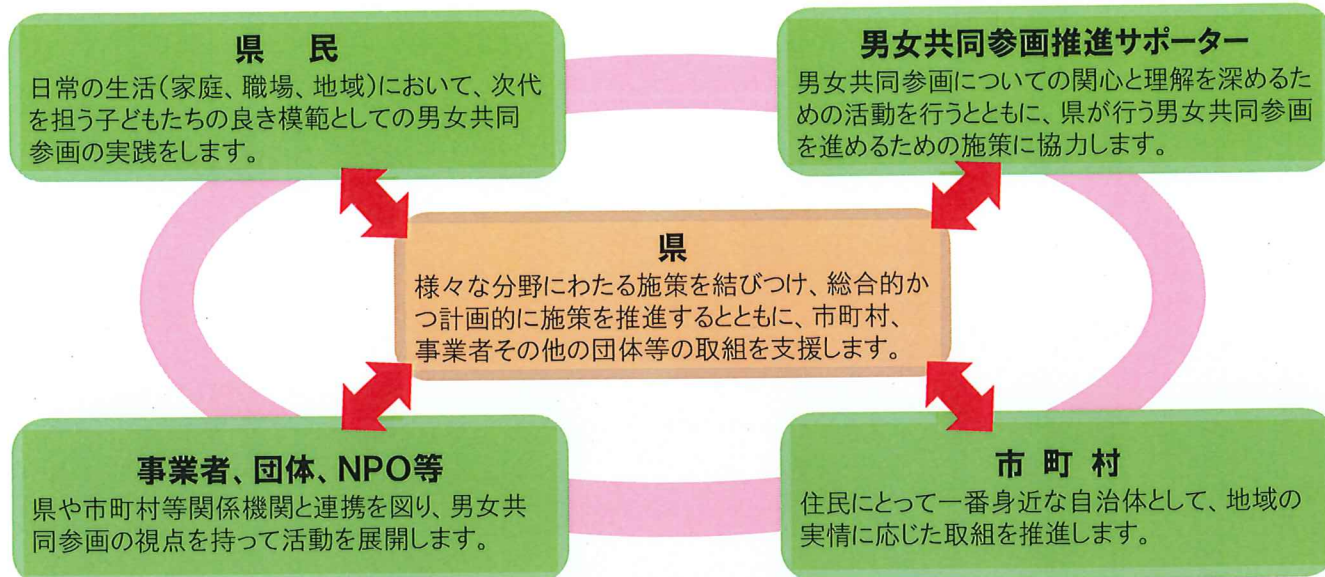 県 民
日常の生活(家庭、職場、地域)において、次代
を担う子どもたちの良き模範としての男女共同
参画の実践をします。
男女共同参画推進サポーター
男女共同参画についての関心と理解を深めるた
めの活動を行うとともに、県が行う男女共同参画
を進めるための施策に協力します。
県
様々な分野にわたる施策を結びつけ、総合的か
つ計画的に施策を推進するとともに、市町村、
事業者その他の団体等の取組を支援します。
事業者、団体、NPO等
県や市町村等関係機関と連携を図り、男女共
同参画の視点を持って活動を展開します。
市 町 村
住民にとって一番身近な自治体として、地域の
実情に応じた取組を推進します。